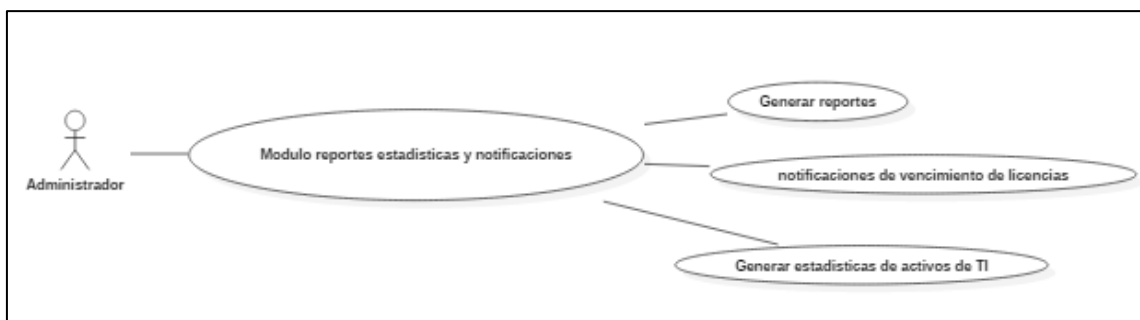 Generar reportes
Modulo reportes estadisticas y notificaciones
notificaciones de vencimiento de licencias
Administrador
Generar estadisticas de activos de TI